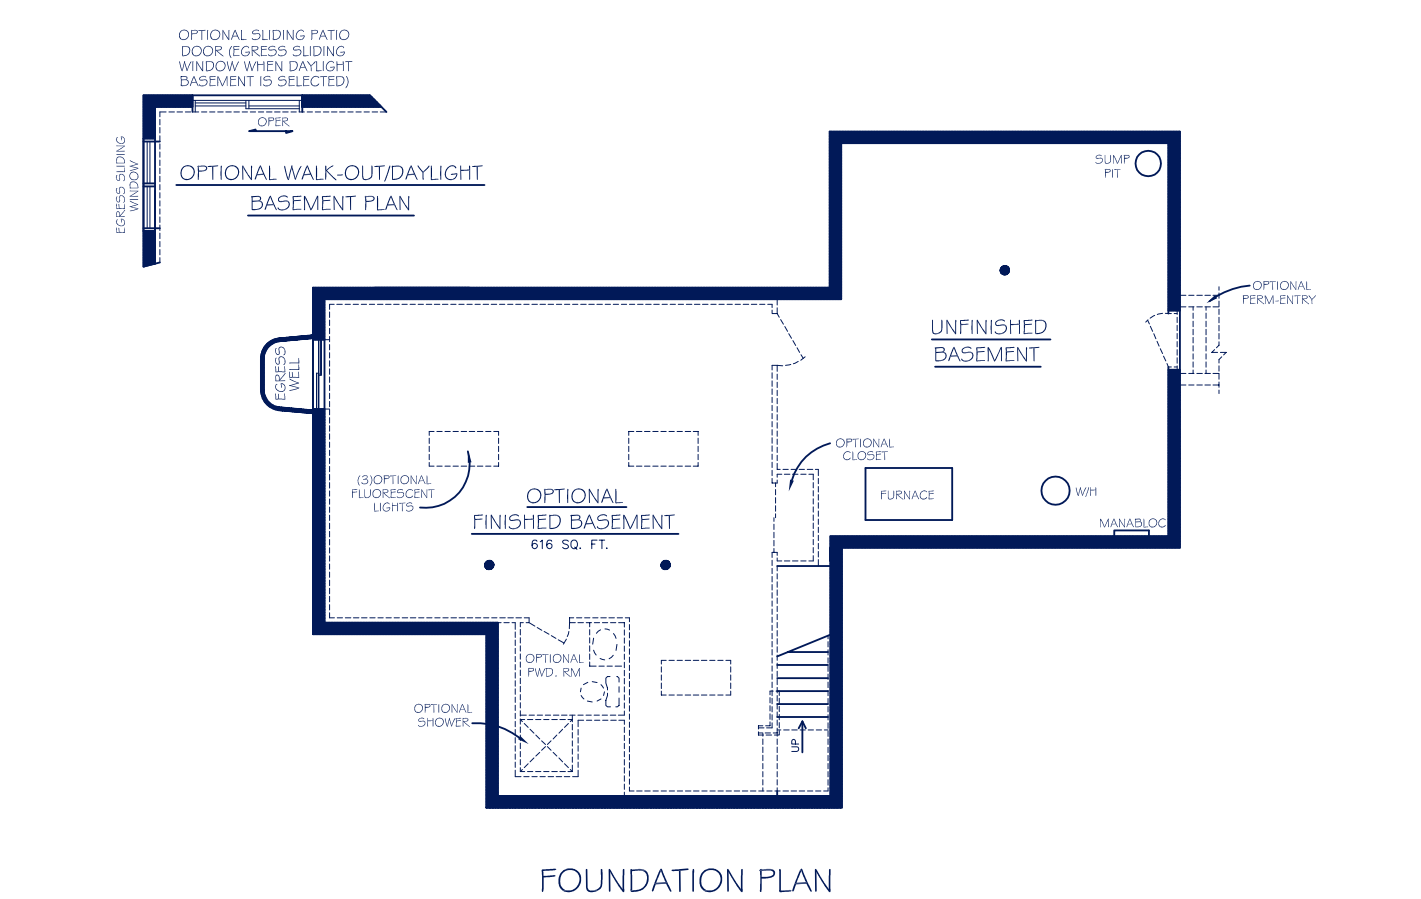 OPTIONAL SLIDING PATIO
DOOR (EGRESS SLIDING
WINDOW WHEN DAYLIGHT
BASEMENT IS SELECTED)
OPER
EGRESS SLIDING
WINDOW
OPTIONAL WALK-OUT/DAYLIGHT
BASEMENT PLAN
SUMP
PIT
OPTIONAL
PERM-ENTRY
UNFINISHED
BASEMENT
EGRESS
WELL
OPTIONAL
CLOSET
(3)OPTIONAL
FLUORESCENT
LIGHTS
OPTIONAL
FINISHED BASEMENT
616 SQ. FT.
FURNACE
W/H
MANABLOC
OPTIONAL
PWD. RM
OPTIONAL
SHOWER
UP
FOUNDATION PLAN